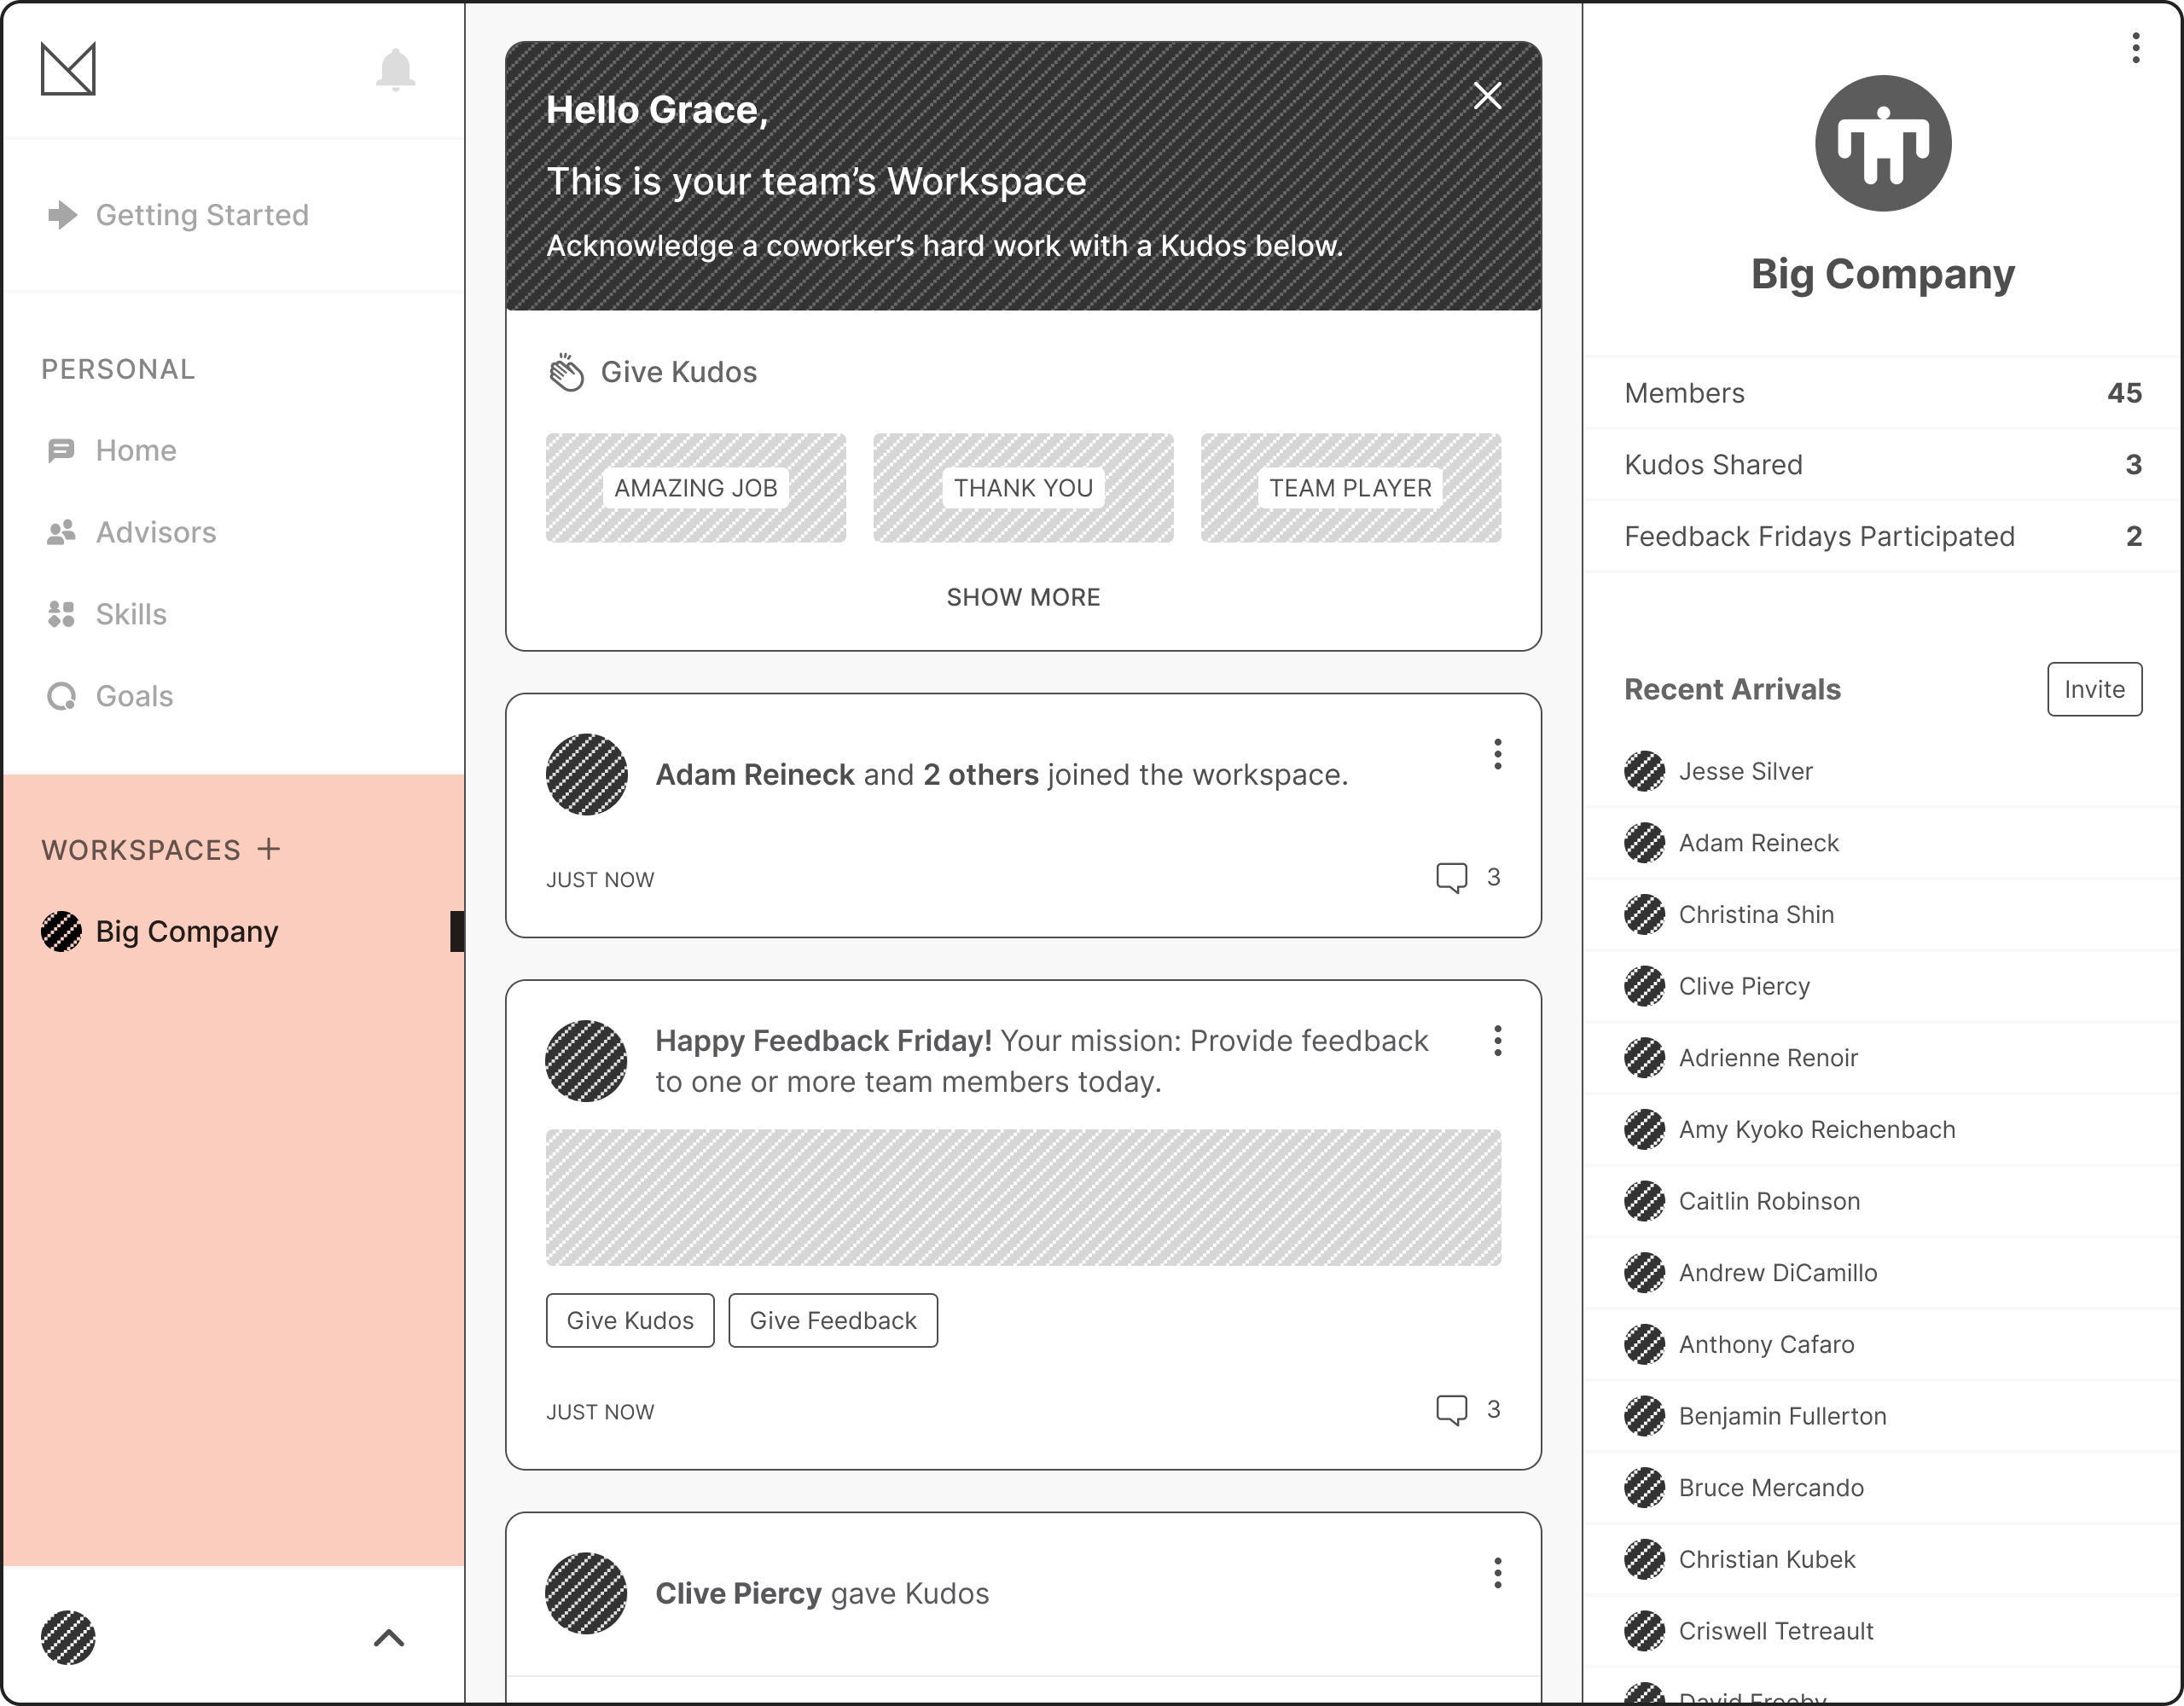 Getting Started
PERSONAL
Home
Advisors
Skills
Goals
WORKSPACES +
Big Company
Hello Grace,
This is your team’s Workspace
Acknowledge a coworker’s hard work with a Kudos below.
Give Kudos
AMAZING JOB
THANK YOU
TEAM PLAYER
SHOW MORE
Adam Reineck and 2 others joined the workspace.
JUST NOW
3
Happy Feedback Friday! Your mission: Provide feedback
to one or more team members today.
Give Kudos
Give Feedback
JUST NOW
3
Clive Piercy gave Kudos
Big Company
Members 45
Kudos Shared 3
Feedback Fridays Participated 2
Recent Arrivals
Invite
Jesse Silver
Adam Reineck
Christina Shin
Clive Piercy
Adrienne Renoir
Amy Kyoko Reichenbach
Caitlin Robinson
Andrew DiCamillo
Anthony Cafaro
Benjamin Fullerton
Bruce Mercando
Christian Kubek
Criswell Tetreault
David